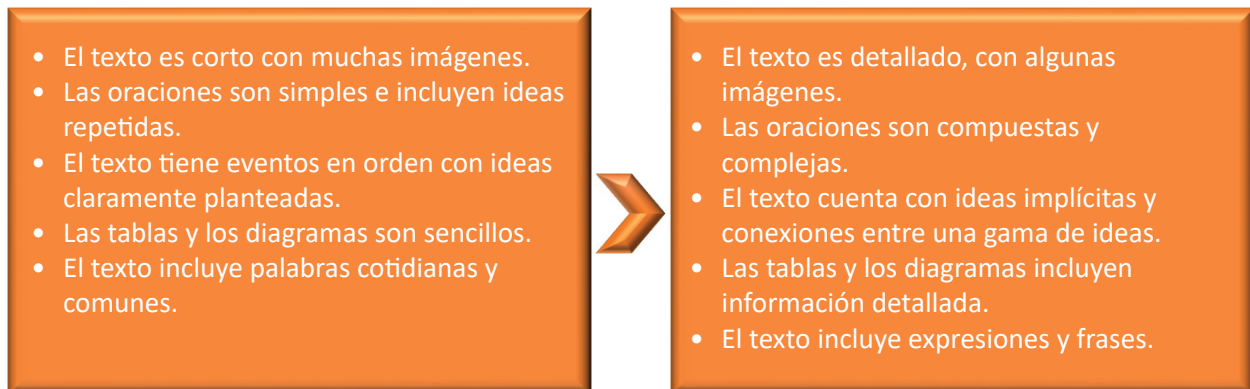 • El texto es corto con muchas imágenes.
• Las oraciones son simples e incluyen ideas
repetidas.
• El texto tiene eventos en orden con ideas
claramente planteadas.
• Las tablas y los diagramas son sencillos.
• El texto incluye palabras cotidianas y
comunes.
• El texto es detallado, con algunas
imágenes.
• Las oraciones son compuestas y
complejas.
• El texto cuenta con ideas implícitas y
conexiones entre una gama de ideas.
• Las tablas y los diagramas incluyen
información detallada.
• El texto incluye expresiones y frases.